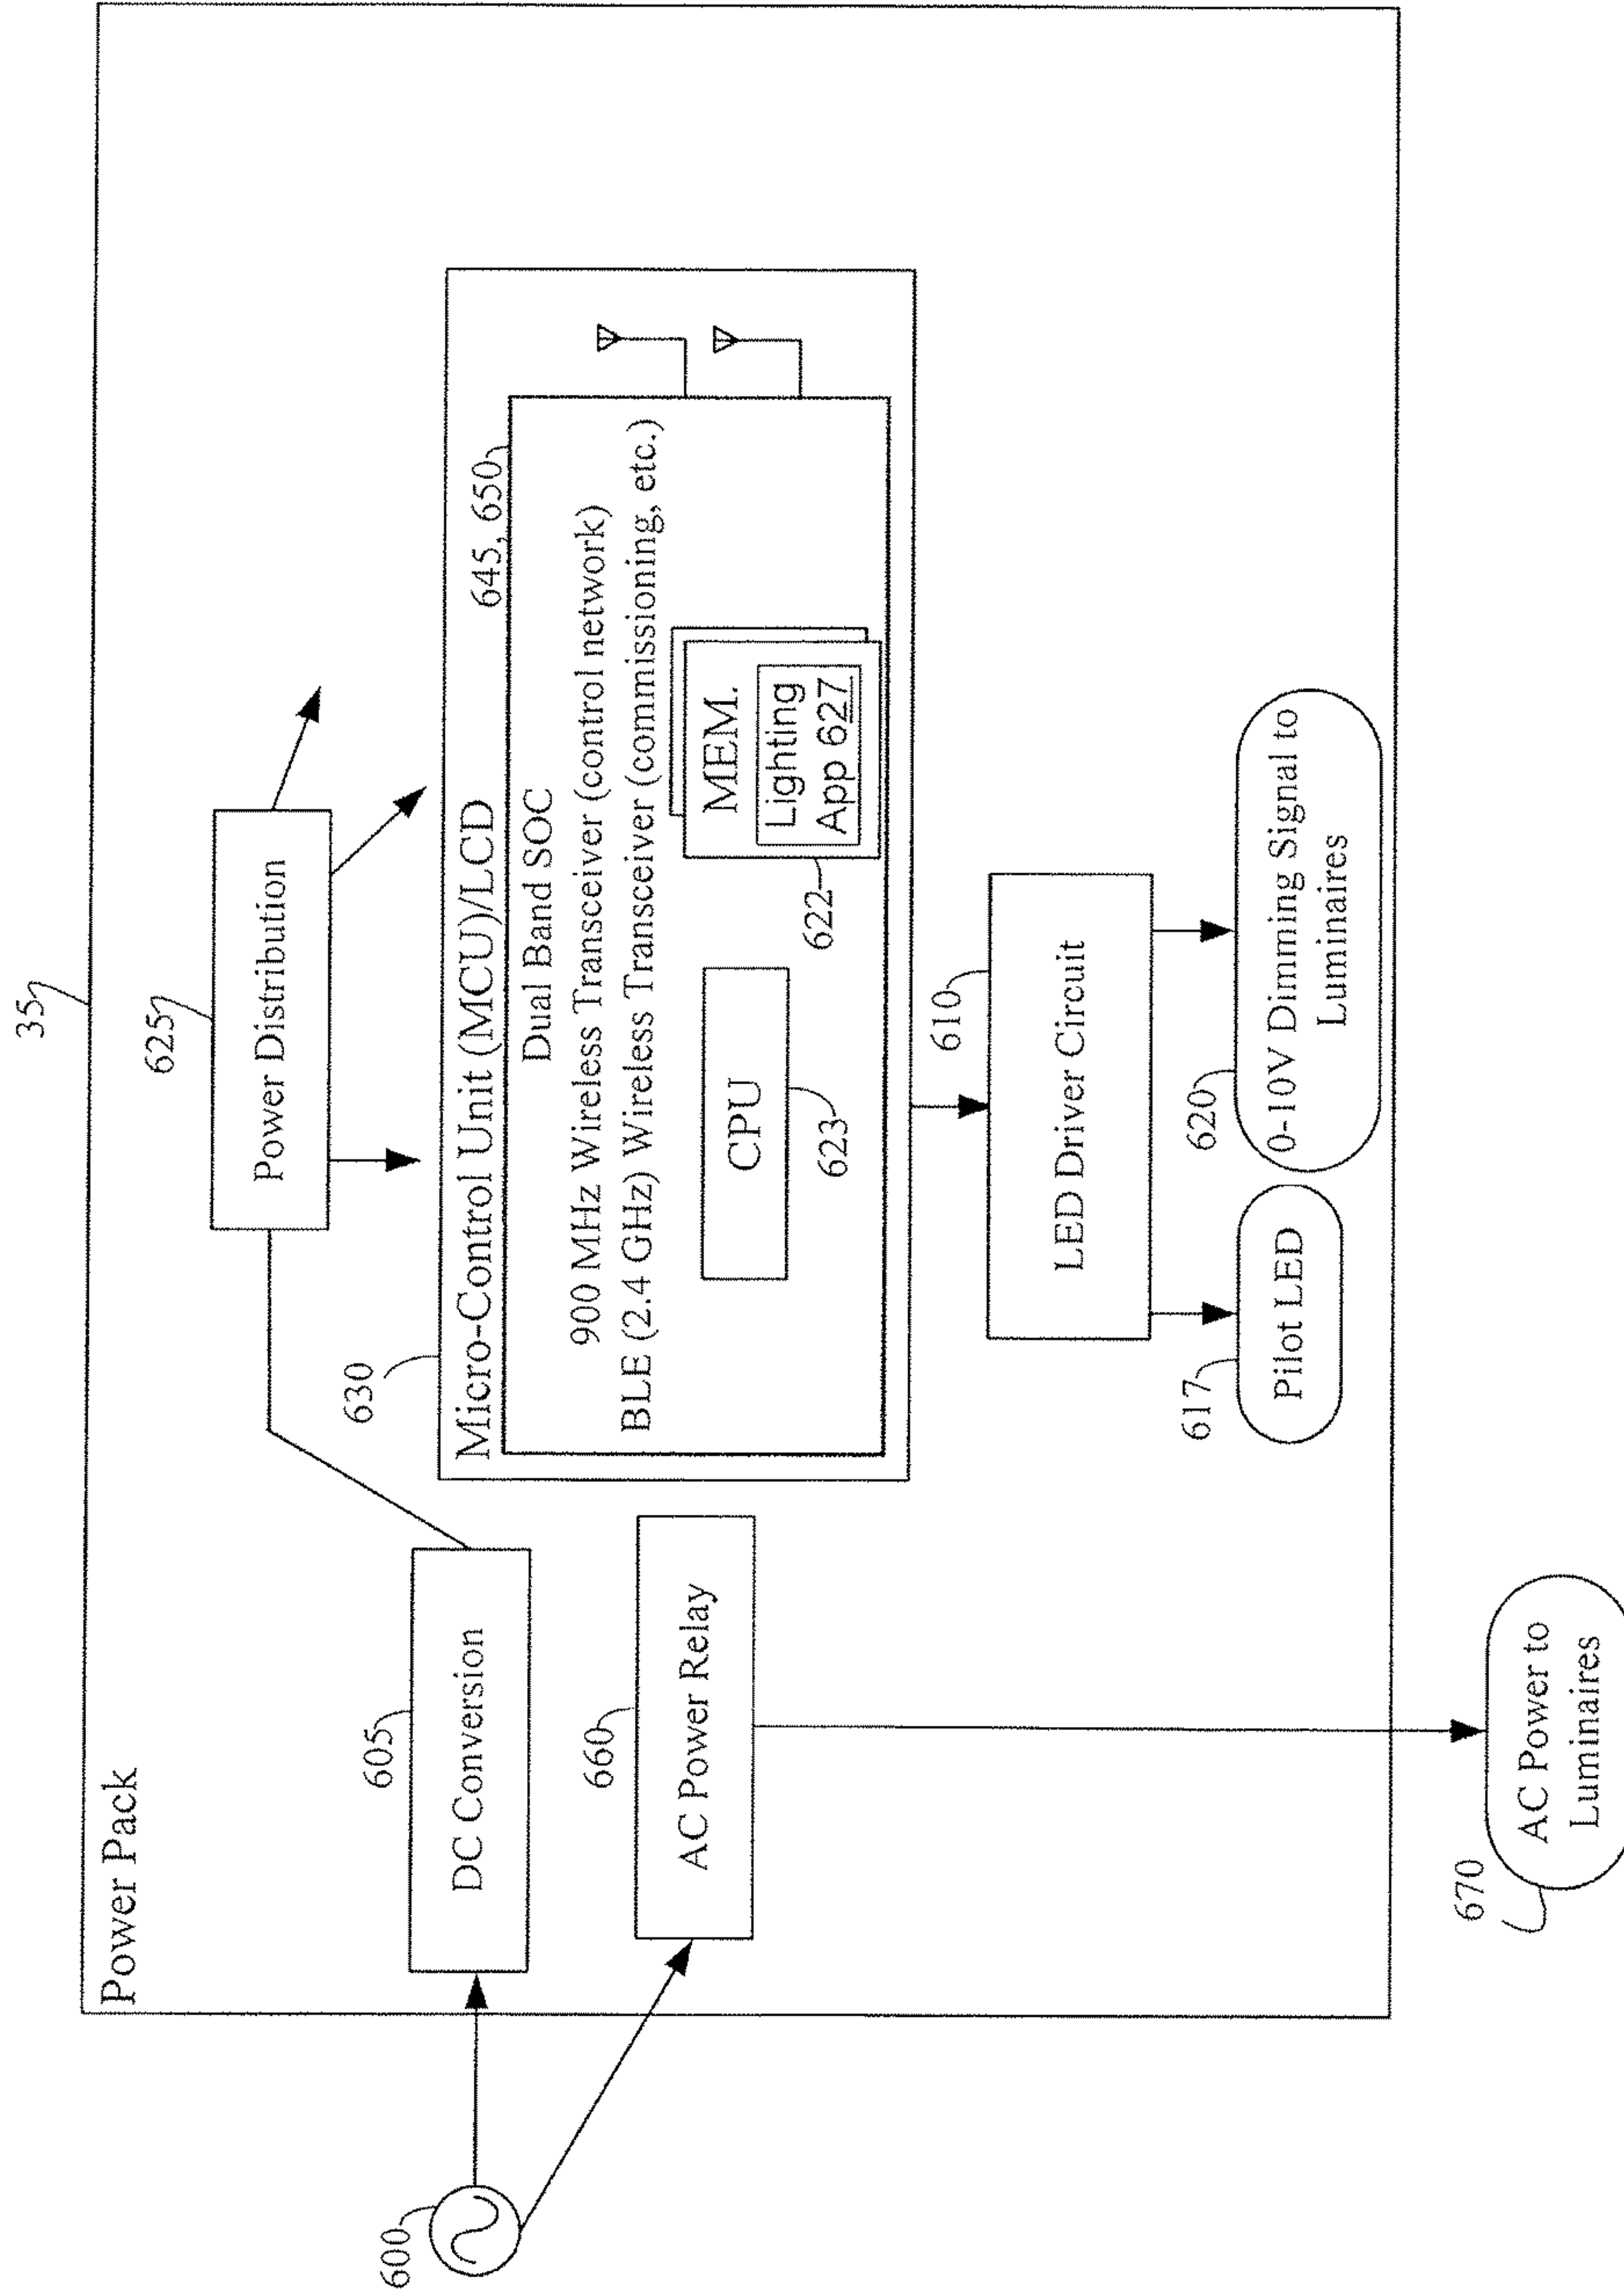 35
Power Pack
625
Power Distribution
630
Micro-Control Unit (MCU)/LCD
645, 650
Dual Band SOC
900 MHz Wireless Transceiver (control network)
BLE (2.4 GHz) Wireless Transceiver (commissioning, etc.)
CPU
623
MEM.
Lighting
App 627
622
600
605
DC Conversion
660
AC Power Relay
610
LED Driver Circuit
617
Pilot LED
620
0-10V Dimming Signal to
Luminaires
670
AC Power to
Luminaires